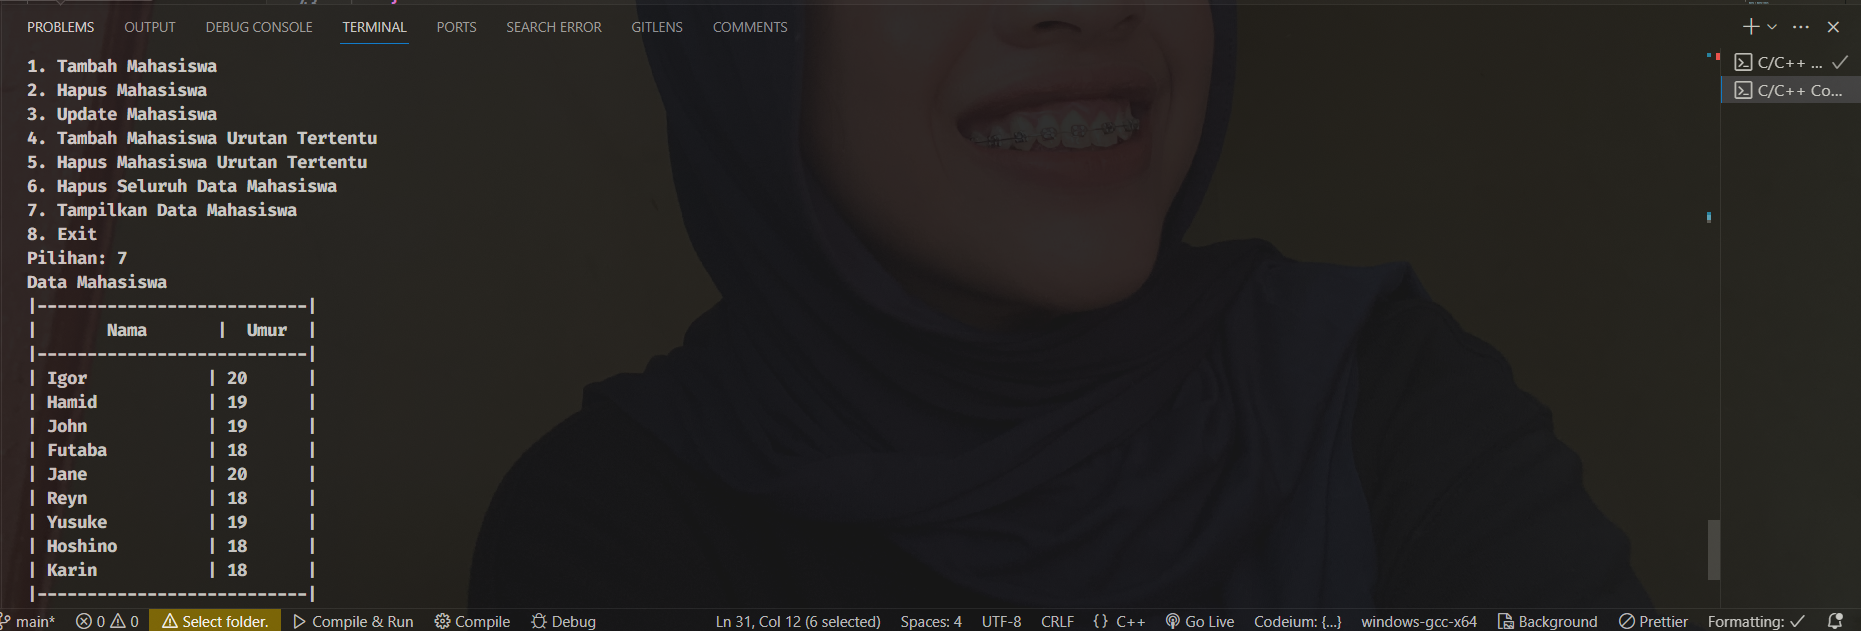 PROBLEMS OUTPUT DEBUG CONSOLE TERMINAL PORTS SEARCH ERROR GITLENS COMMENTS
1. Tambah Mahasiswa
2. Hapus Mahasiswa
3. Update Mahasiswa
4. Tambah Mahasiswa Urutan Tertentu
5. Hapus Mahasiswa Urutan Tertentu
6. Hapus Seluruh Data Mahasiswa
7. Tampilkan Data Mahasiswa
8. Exit
Pilihan: 7
Data Mahasiswa
|---------------------------|
| Nama | Umur |
|---------------------------|
| Igor | 20 |
| Hamid | 19 |
| John | 19 |
| Futaba | 18 |
| Jane | 20 |
| Reyn | 18 |
| Yusuke | 19 |
| Hoshino | 18 |
| Karin | 18 |
|---------------------------|
C/C++ ...
C/C++ Co...
main* 0 0 Select folder. Compile & Run Compile Debug Ln 31, Col 12 (6 selected) Spaces: 4 UTF-8 CRLF {} C++ Go Live Codeium: {...} windows-gcc-x64 Background Prettier Formatting: